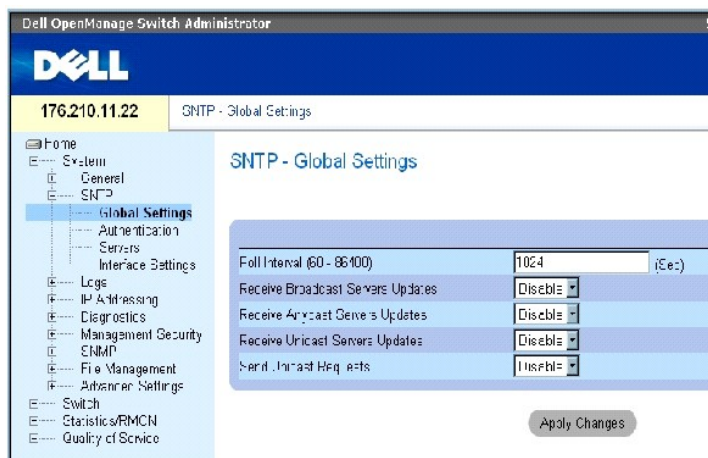 Dell OpenManage Switch Administrator
DELL
176.210.11.22
SNTP - Global Settings
Home
System
General
SNTP
Global Settings
Authentication
Servers
Interface Settings
Logs
IP Addressing
Diagnostics
Management Security
SNMP
File Management
Advanced Settings
Switch
Statistics/RMON
Quality of Service
SNTP - Global Settings
Poll Interval (60 - 86400) 1024 (Sec)
Receive Broadcast Servers Updates Disable
Receive Anycast Servers Updates Disable
Receive Unicast Servers Updates Disable
Send Unicast Requests Disable
Apply Changes